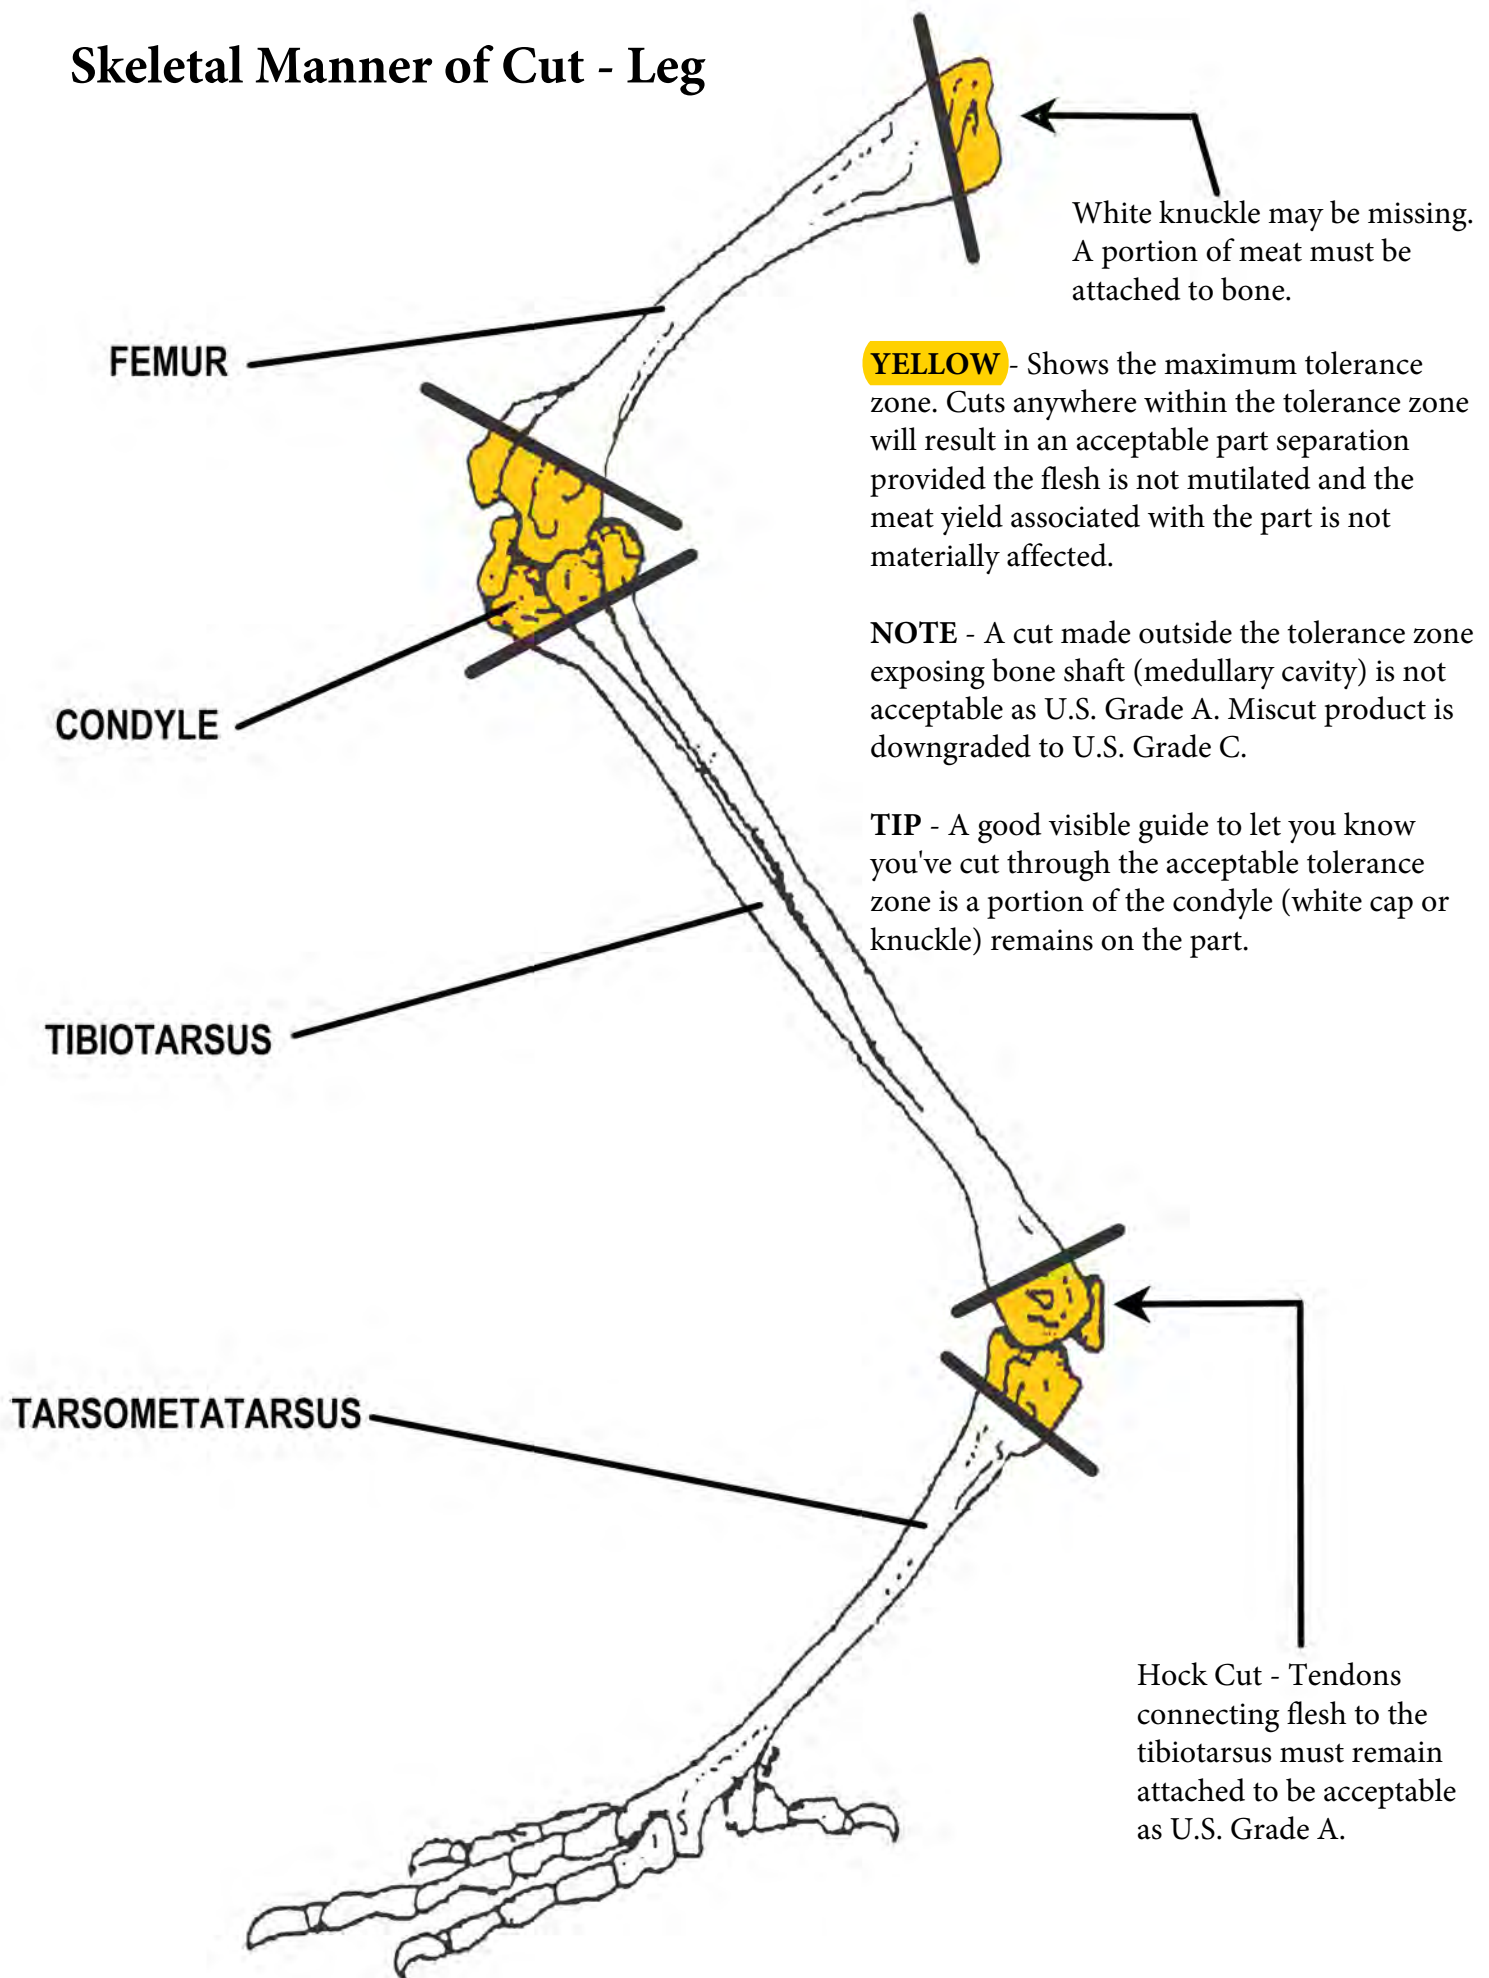 Skeletal Manner of Cut - Leg
White knuckle may be missing.
A portion of meat must be
attached to bone.
FEMUR
YELLOW - Shows the maximum tolerance
zone. Cuts anywhere within the tolerance zone
will result in an acceptable part separation
provided the flesh is not mutilated and the
meat yield associated with the part is not
materially affected.
NOTE - A cut made outside the tolerance zone
exposing bone shaft (medullary cavity) is not
acceptable as U.S. Grade A. Miscut product is
downgraded to U.S. Grade C.
CONDYLE
TIP - A good visible guide to let you know
you've cut through the acceptable tolerance
zone is a portion of the condyle (white cap or
knuckle) remains on the part.
TIBIOTARSUS
TARSOMETATARSUS
Hock Cut - Tendons
connecting flesh to the
tibiotarsus must remain
attached to be acceptable
as U.S. Grade A.